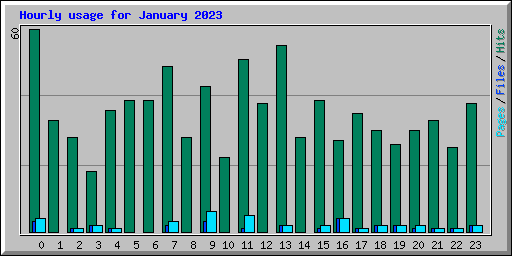 Hourly usage for January 2023
60
Pages/Files/Hits
0 1 2 3 4 5 6 7 8 9 10 11 12 13 14 15 16 17 18 19 20 21 22 23